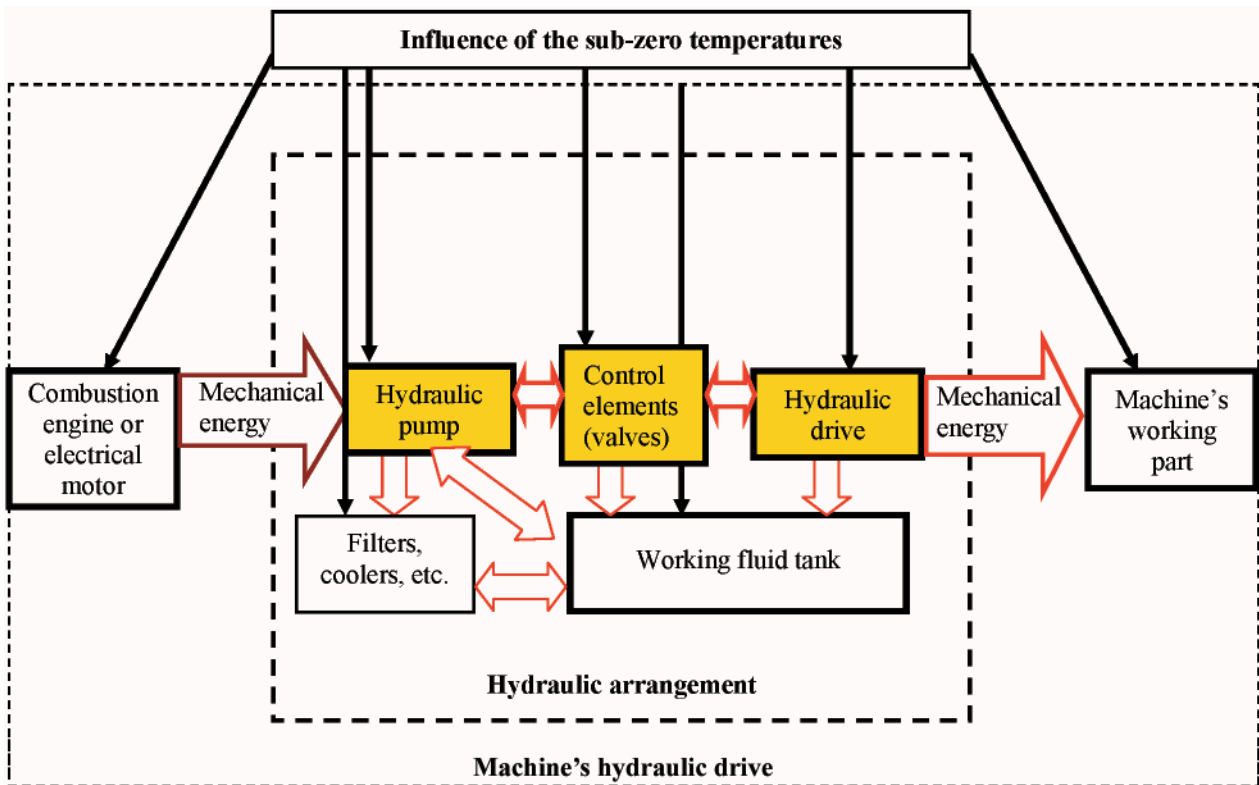 Influence of the sub-zero temperatures
Combustion
engine or
electrical
motor
Mechanical
energy
Hydraulic
pump
Control
elements
(valves)
Hydraulic
drive
Mechanical
energy
Machine's
working
part
Filters,
coolers, etc.
Working fluid tank
Hydraulic arrangement
Machine's hydraulic drive